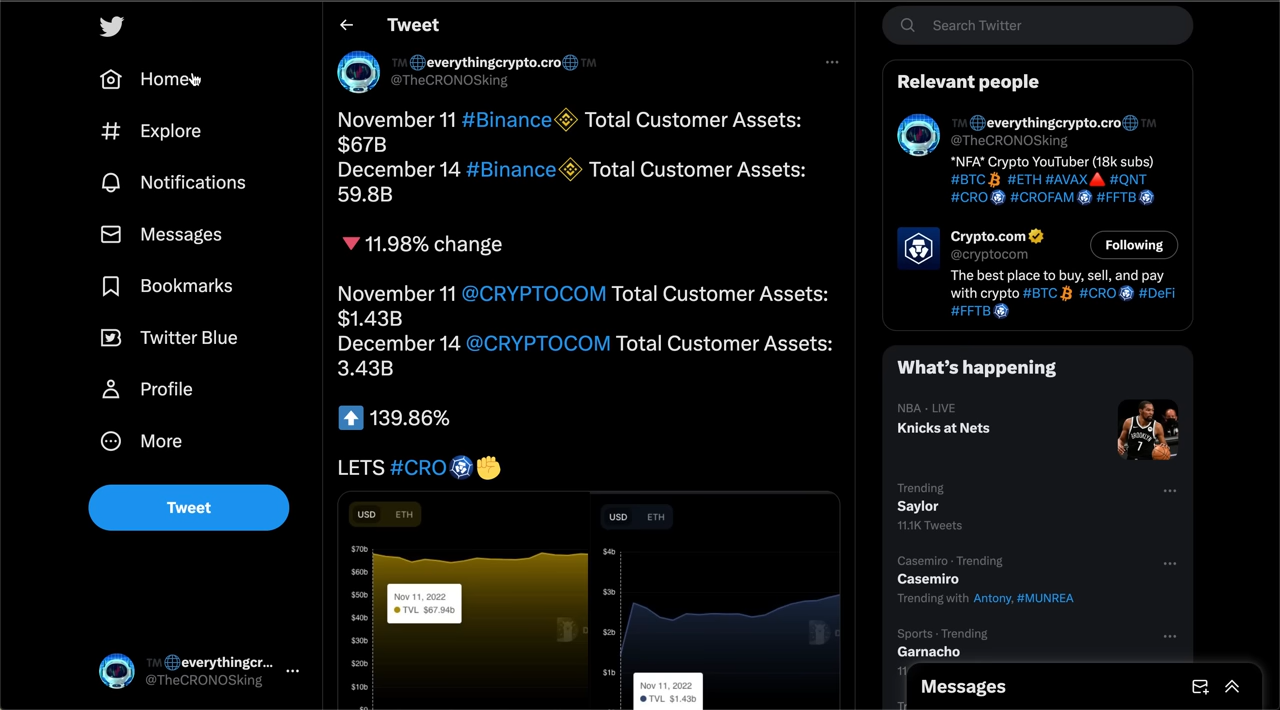 Home
Explore
Notifications
Messages
Bookmarks
Twitter Blue
Profile
More
Tweet
TM🌐everythingcr...
@TheCRONOSking
Tweet
TM🌐everythingcrypto.cro🌐TM
@TheCRONOSking
November 11 #Binance Total Customer Assets:
$67B
December 14 #Binance Total Customer Assets:
59.8B
🔻11.98% change
November 11 @CRYPTOCOM Total Customer Assets:
$1.43B
December 14 @CRYPTOCOM Total Customer Assets:
3.43B
⬆️ 139.86%
LETS #CRO ✊
USD ETH
$70b
$60b
$50b
$40b
$30b
$20b
$10b
$0
Nov 11, 2022
TVL $67.94b
USD ETH
$4b
$3b
$2b
$1b
Nov 11, 2022
TVL $1.43b
Search Twitter
Relevant people
TM🌐everythingcrypto.cro🌐TM
@TheCRONOSking
*NFA* Crypto YouTuber (18k subs)
#BTC #ETH #AVAX🔺 #QNT
#CRO #CROFAM #FFTB
Crypto.com
@cryptocom
Following
The best place to buy, sell, and pay
with crypto #BTC #CRO #DeFi
#FFTB
What's happening
NBA · LIVE
Knicks at Nets
Trending
Saylor
11.1K Tweets
Casemiro · Trending
Casemiro
Trending with Antony, #MUNREA
Sports · Trending
Garnacho
Messages